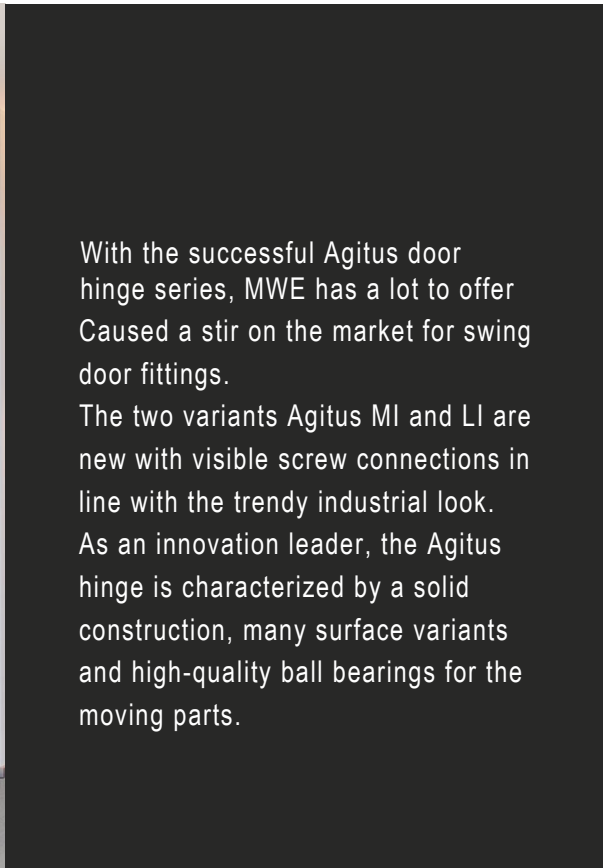 With the successful Agitus door
hinge series, MWE has a lot to offer
Caused a stir on the market for swing
door fittings.
The two variants Agitus MI and LI are
new with visible screw connections in
line with the trendy industrial look.
As an innovation leader, the Agitus
hinge is characterized by a solid
construction, many surface variants
and high-quality ball bearings for the
moving parts.